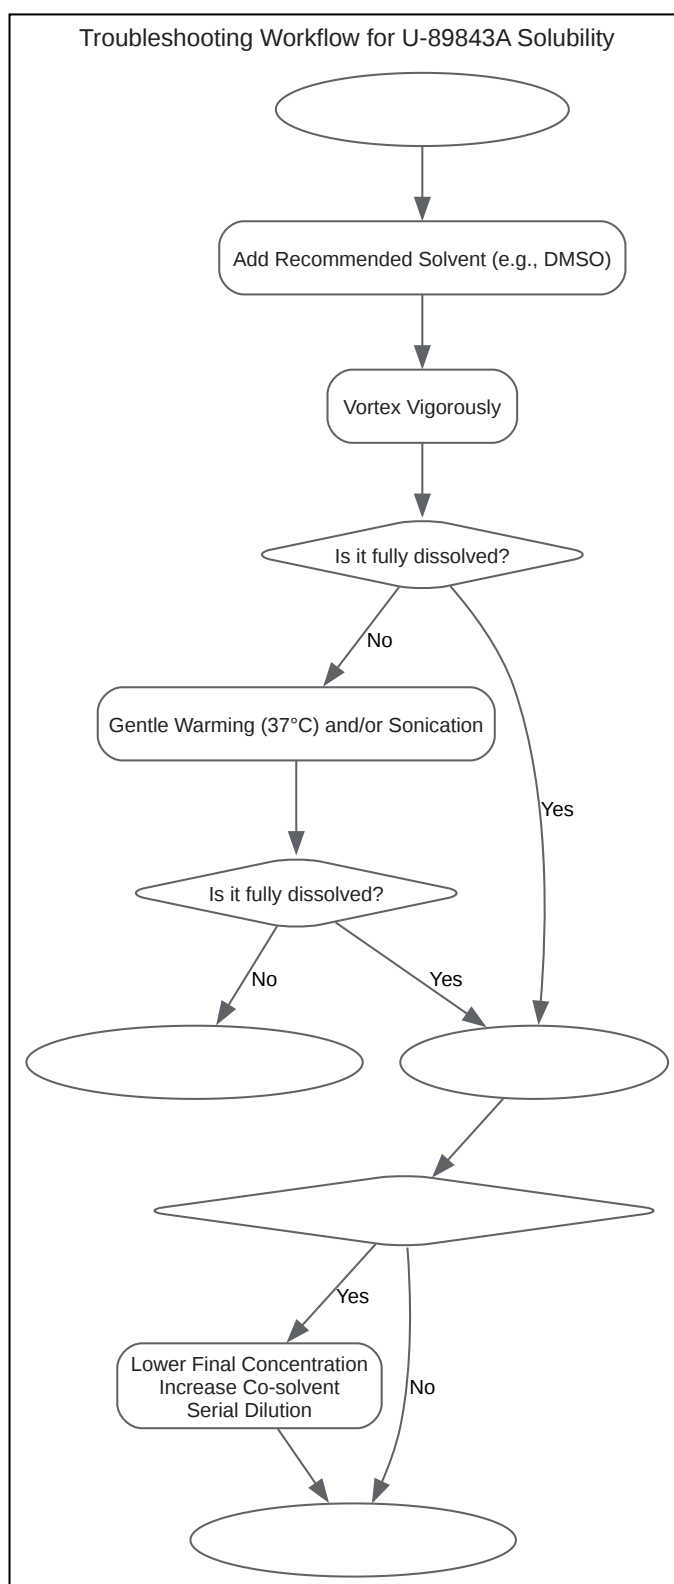 Troubleshooting Workflow for U-89843A Solubility
Add Recommended Solvent (e.g., DMSO)
Vortex Vigorously
Is it fully dissolved?
No
Gentle Warming (37°C) and/or Sonication
Yes
Is it fully dissolved?
No
Yes
Yes
Lower Final Concentration
Increase Co-solvent
Serial Dilution
No